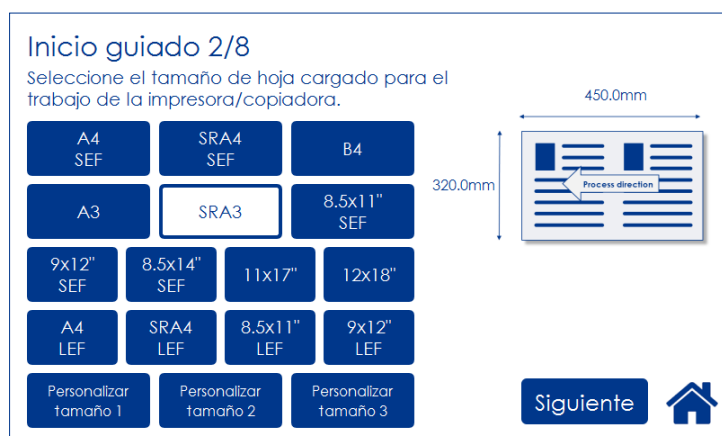 Inicio guiado 2/8
Seleccione el tamaño de hoja cargado para el
trabajo de la impresora/copiadora.
450.0mm
320.0mm
Process direction
A4
SEF
SRA4
SEF
B4
A3
SRA3
8.5x11"
SEF
9x12"
SEF
8.5x14"
SEF
11x17"
12x18"
A4
LEF
SRA4
LEF
8.5x11"
LEF
9x12"
LEF
Personalizar
tamaño 1
Personalizar
tamaño 2
Personalizar
tamaño 3
Siguiente